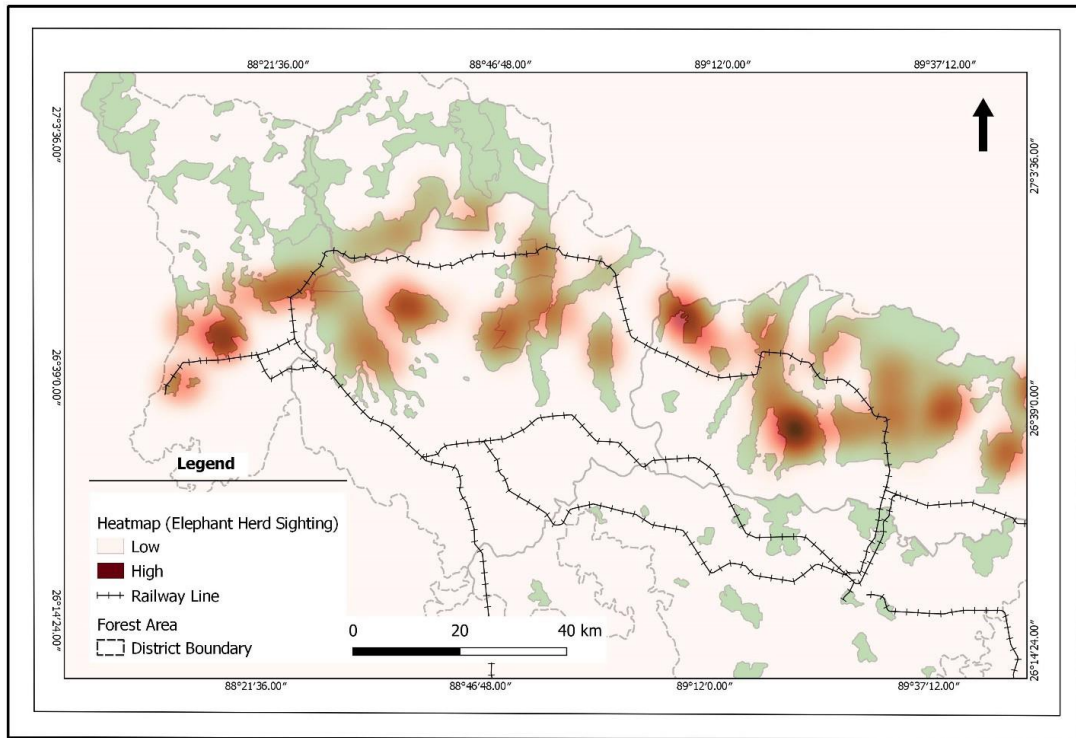 88°21′36.00″ 88°46′48.00″ 89°12′0.00″ 89°37′12.00″
27°3′36.00″ 27°3′36.00″
26°39′0.00″ 26°39′0.00″
26°14′24.00″ 26°14′24.00″
Legend
Heatmap (Elephant Herd Sighting)
Low
High
Railway Line
Forest Area
District Boundary
0 20 40 km
88°21′36.00″ 88°46′48.00″ 89°12′0.00″ 89°37′12.00″